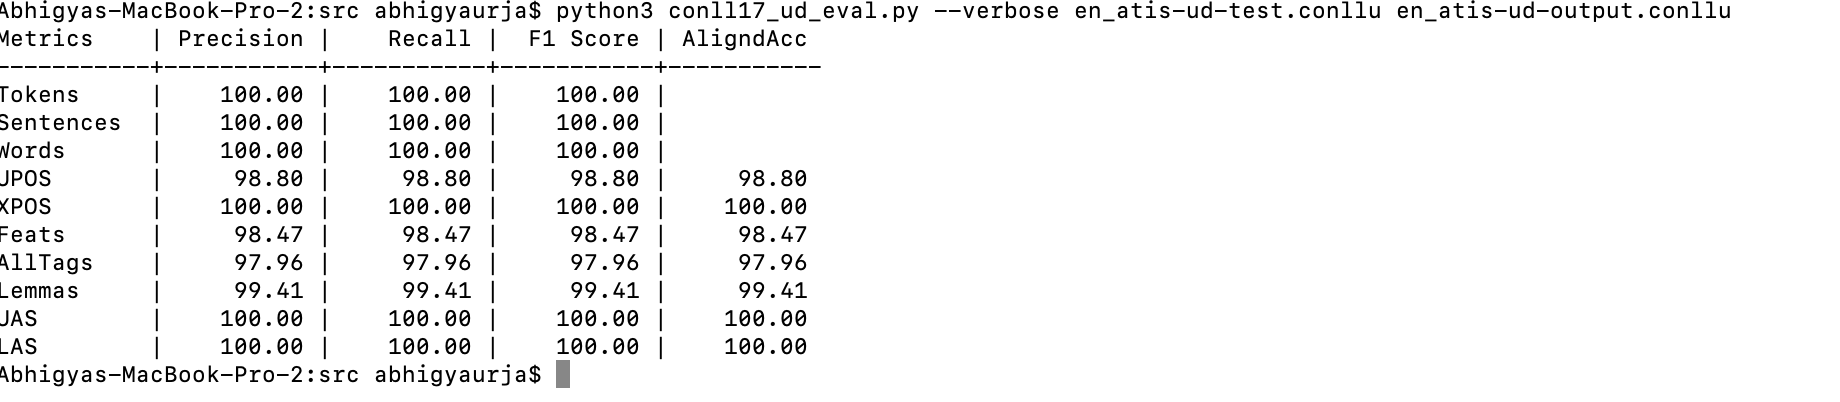 Abhigyas-MacBook-Pro-2:src abhigyaurja$ python3 conll17_ud_eval.py --verbose en_atis-ud-test.conllu en_atis-ud-output.conllu
Metrics    | Precision |    Recall |  F1 Score | AligndAcc
-----------+-----------+-----------+-----------+-----------
Tokens     |    100.00 |    100.00 |    100.00 |
Sentences  |    100.00 |    100.00 |    100.00 |
Words      |    100.00 |    100.00 |    100.00 |
UPOS       |     98.80 |     98.80 |     98.80 |     98.80
XPOS       |    100.00 |    100.00 |    100.00 |    100.00
Feats      |     98.47 |     98.47 |     98.47 |     98.47
AllTags    |     97.96 |     97.96 |     97.96 |     97.96
Lemmas     |     99.41 |     99.41 |     99.41 |     99.41
UAS        |    100.00 |    100.00 |    100.00 |    100.00
LAS        |    100.00 |    100.00 |    100.00 |    100.00
Abhigyas-MacBook-Pro-2:src abhigyaurja$